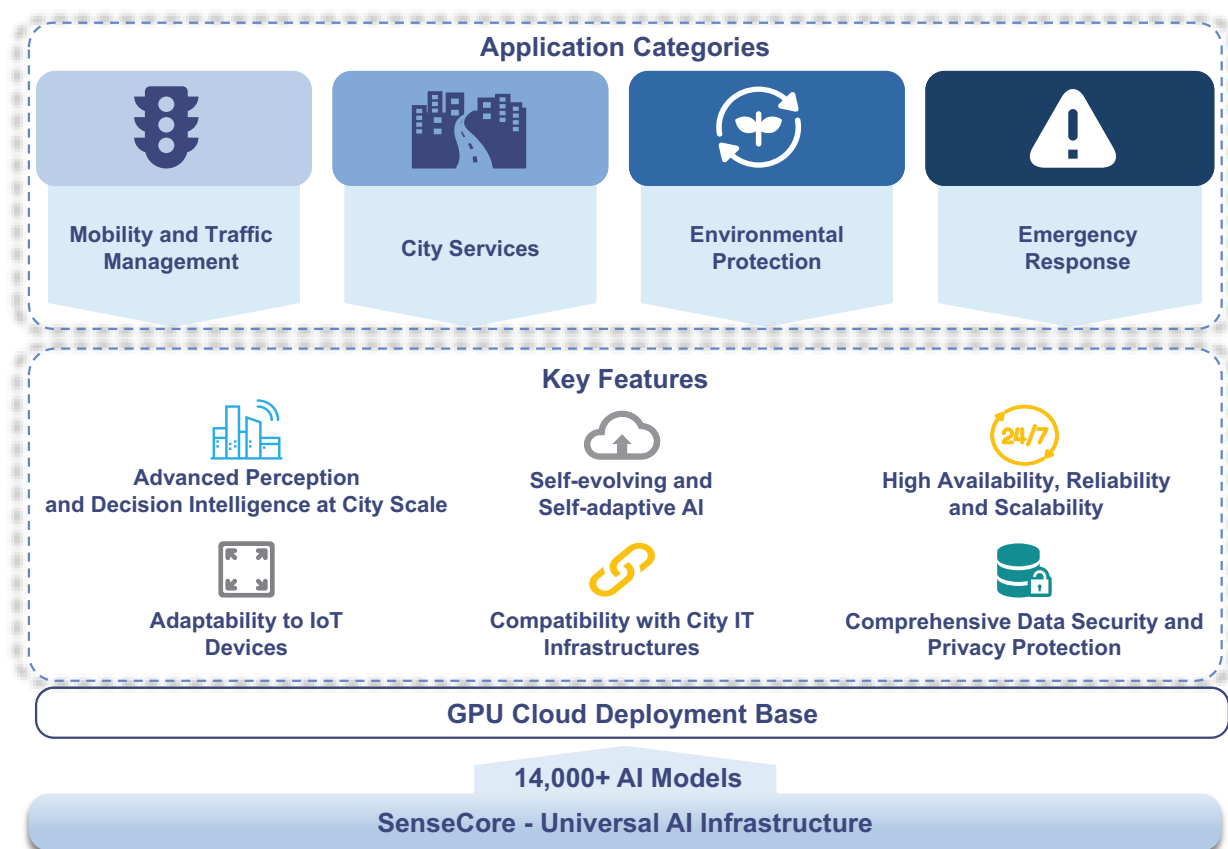 Application Categories
Mobility and Traffic
Management
City Services
Environmental
Protection
Emergency
Response
Key Features
Advanced Perception
and Decision Intelligence at City Scale
Self-evolving and
Self-adaptive AI
24/7
High Availability, Reliability
and Scalability
Adaptability to IoT
Devices
Compatibility with City IT
Infrastructures
Comprehensive Data Security and
Privacy Protection
GPU Cloud Deployment Base
14,000+ AI Models
SenseCore - Universal AI Infrastructure